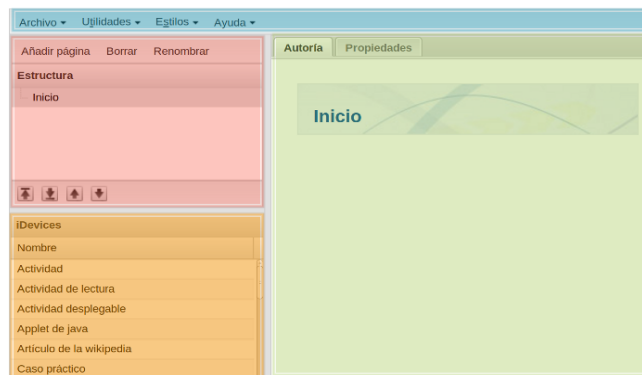 Archivo Utilidades Estilos Ayuda
Añadir página Borrar Renombrar
Estructura
Inicio
iDevices
Nombre
Actividad
Actividad de lectura
Actividad desplegable
Applet de java
Artículo de la wikipedia
Caso práctico
Autoría Propiedades
Inicio